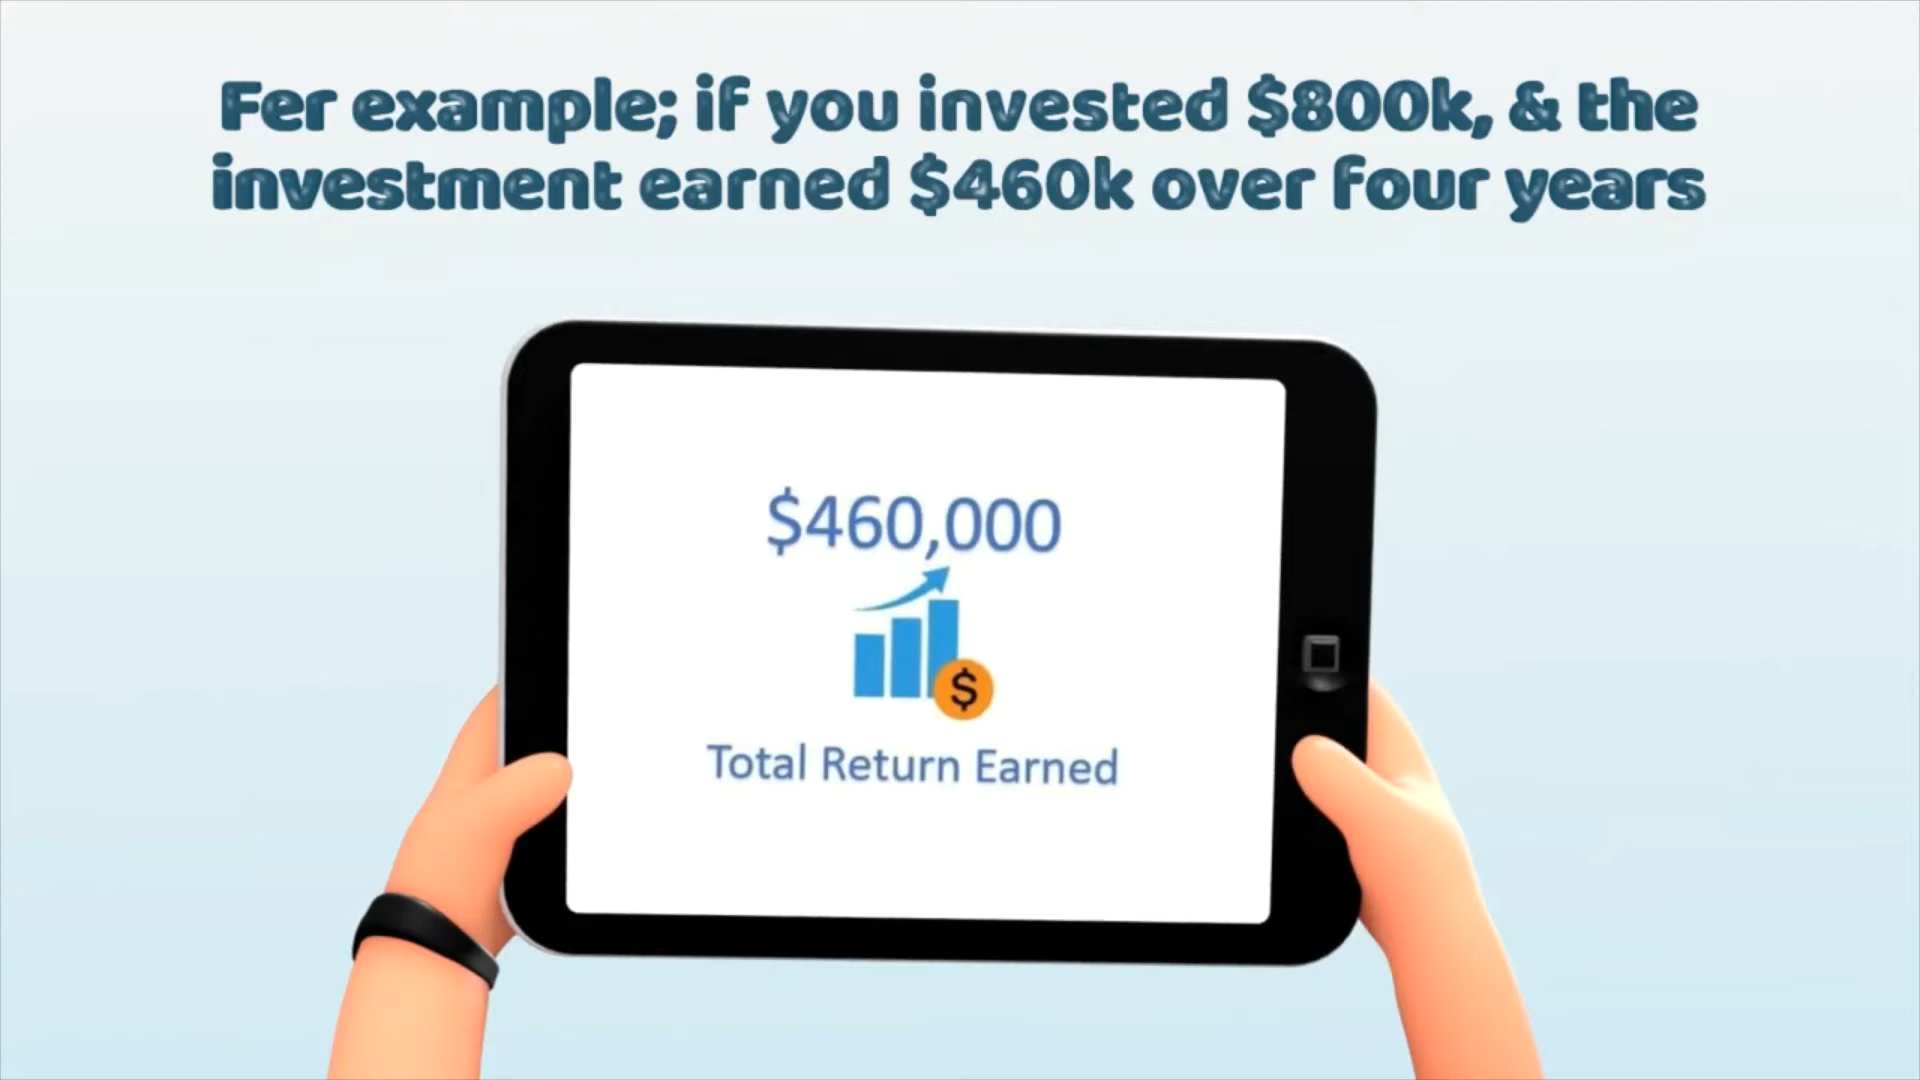 Fer example; if you invested $800k, & the
investment earned $460k over four years
$460,000
$
Total Return Earned